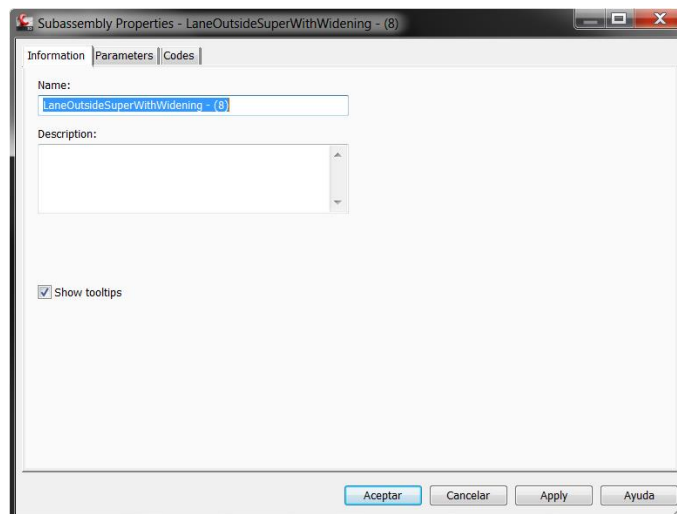 Subassembly Properties - LaneOutsideSuperWithWidening - (8)
Information Parameters Codes
Name:
LaneOutsideSuperWithWidening - (8)
Description:
Show tooltips
Aceptar Cancelar Apply Ayuda